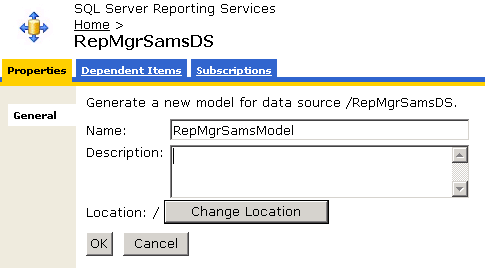 SQL Server Reporting Services
Home >
RepMgrSamsDS
Properties Dependent Items Subscriptions
General
Generate a new model for data source /RepMgrSamsDS.
Name: RepMgrSamsModel
Description:
Location: / Change Location
OK Cancel